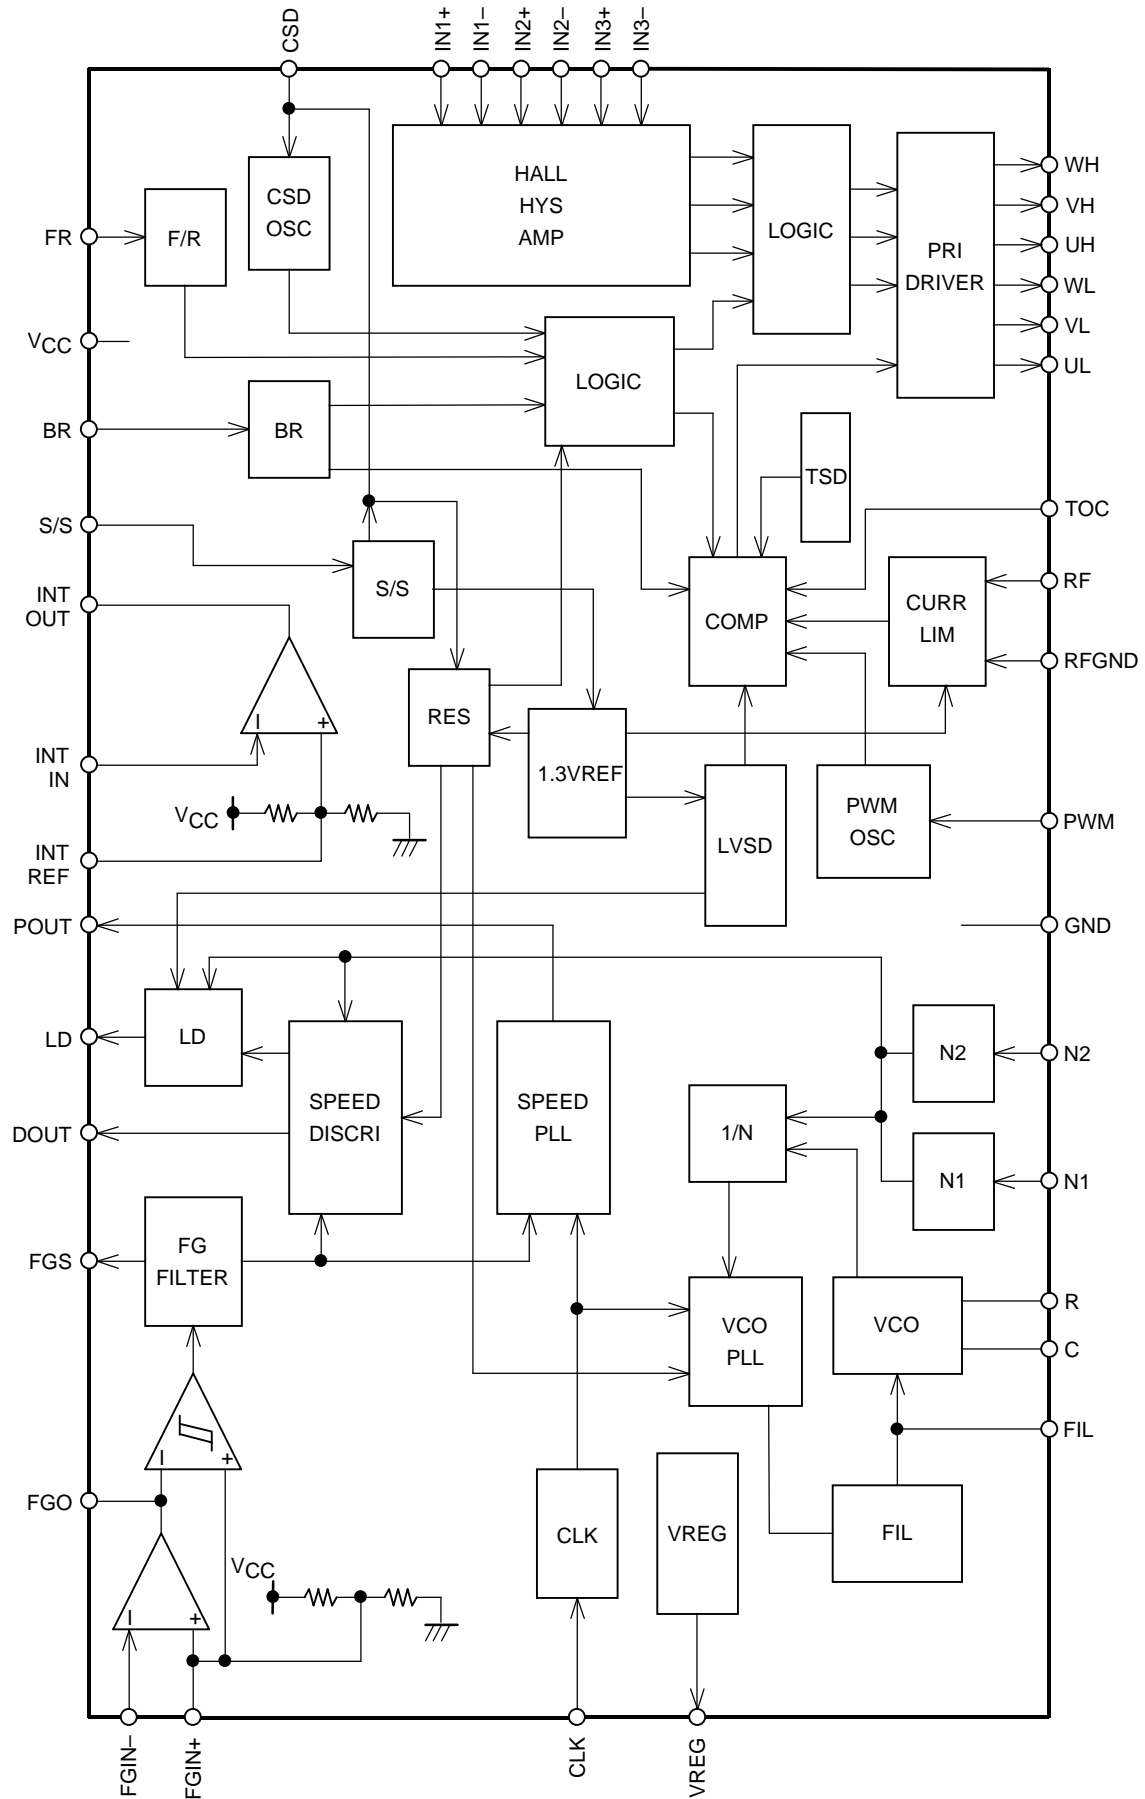 CSD
IN1+
IN1–
IN2+
IN2–
IN3+
IN3–
HALL
HYS
AMP
CSD
OSC
LOGIC
PRI
DRIVER
WH
VH
UH
WL
VL
UL
FR
F/R
VCC
LOGIC
BR
BR
TSD
S/S
S/S
TOC
INT
OUT
COMP
CURR
LIM
RF
RFGND
RES
– +
INT
IN
1.3VREF
VCC
LVSD
PWM
OSC
PWM
INT
REF
POUT
GND
LD
LD
N2
N2
SPEED
DISCRI
SPEED
PLL
DOUT
1/N
N1
N1
FGS
FG
FILTER
R
VCO
PLL
VCO
C
FIL
– +
FGO
CLK
VREG
FIL
VCC
– +
FGIN–
FGIN+
CLK
VREG